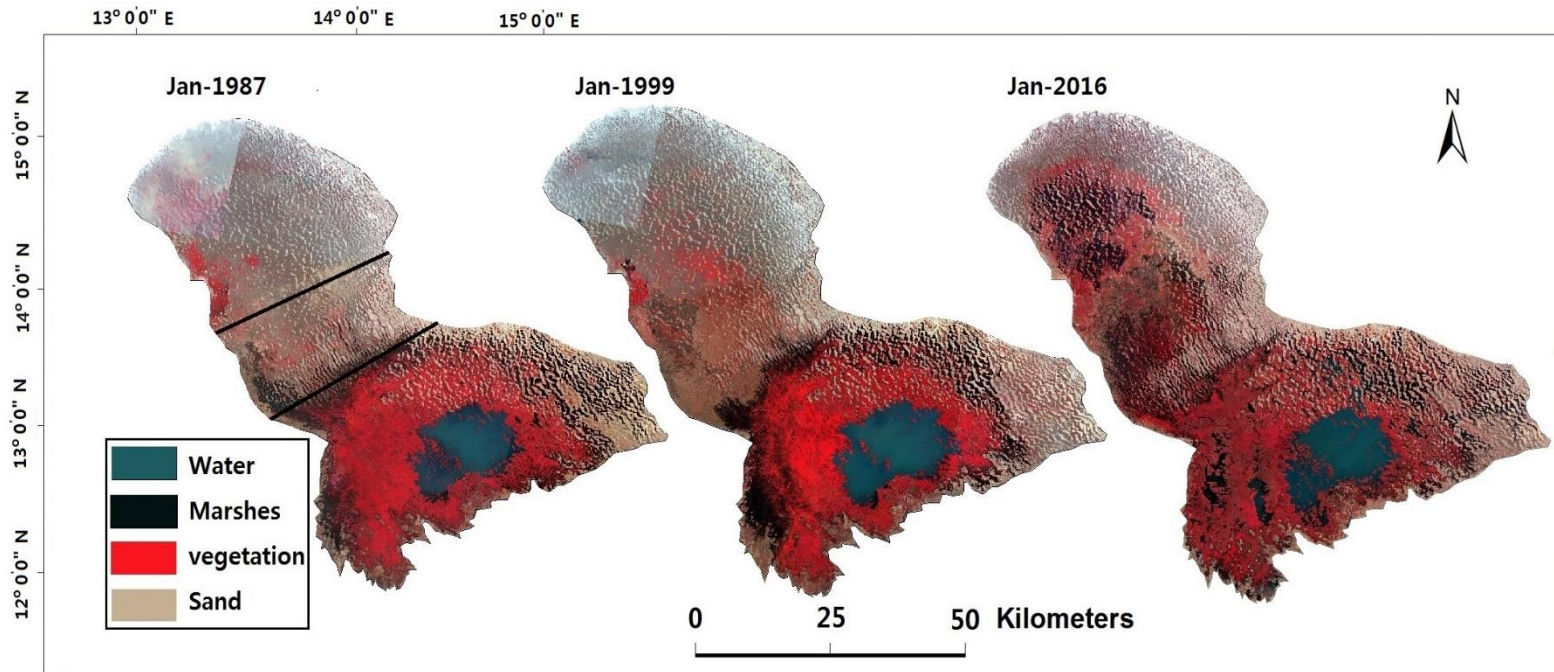 13° 0'0" E
14° 0'0" E
15° 0'0" E
Jan-1987
Jan-1999
Jan-2016
N
15° 0'0" N
14° 0'0" N
13° 0'0" N
12° 0'0" N
Water
Marshes
vegetation
Sand
0 25 50 Kilometers